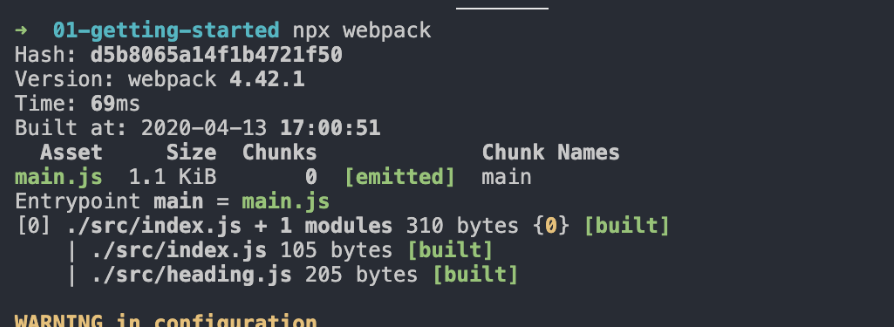 → 01-getting-started npx webpack
Hash: d5b8065a14f1b4721f50
Version: webpack 4.42.1
Time: 69ms
Built at: 2020-04-13 17:00:51
  Asset     Size  Chunks             Chunk Names
main.js  1.1 KiB       0  [emitted]  main
Entrypoint main = main.js
[0] ./src/index.js + 1 modules 310 bytes {0} [built]
    | ./src/index.js 105 bytes [built]
    | ./src/heading.js 205 bytes [built]
WARNING in configuration